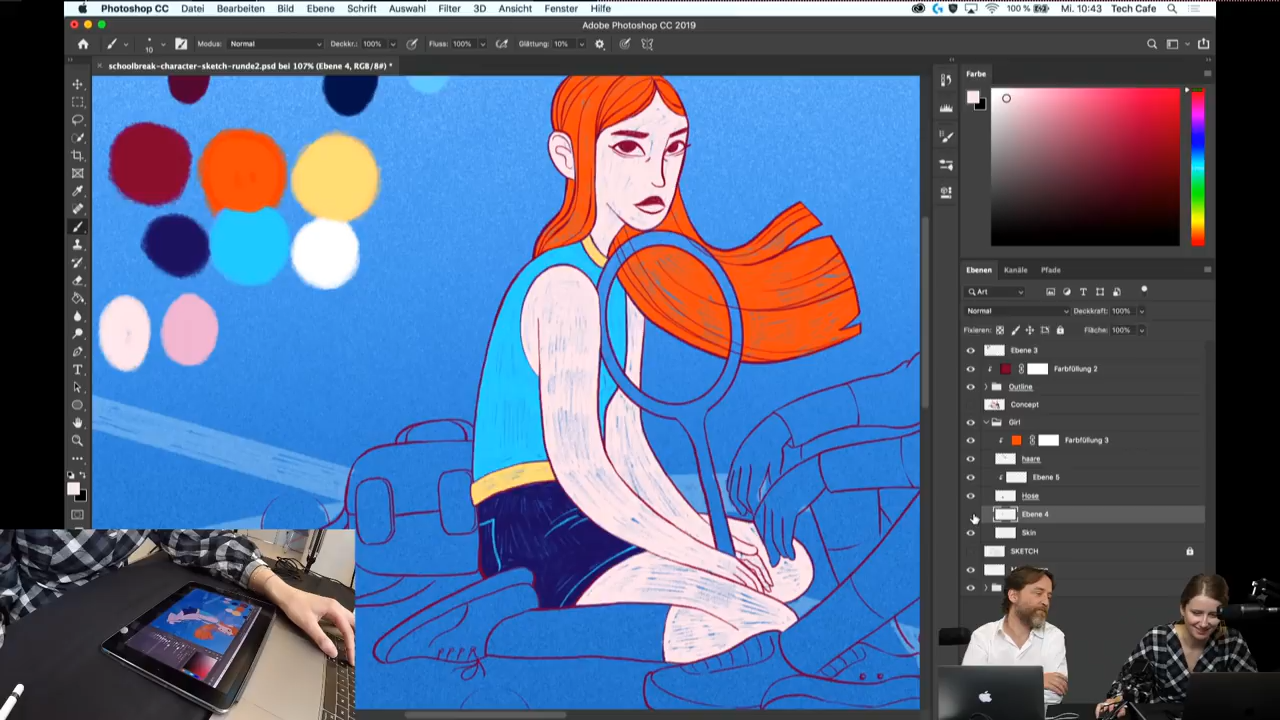 Photoshop CC Datei Bearbeiten Bild Ebene Schrift Auswahl Filter 3D Ansicht Fenster Hilfe 100 % Mi. 10:43 Tech Cafe
Adobe Photoshop CC 2019
10 Modus: Normal Deckkr.: 100% Fluss: 100% Glättung: 10%
× schoolbreak-character-sketch-runde2.psd bei 107% (Ebene 4, RGB/8#) *
Farbe
Ebenen Kanäle Pfade
Art
Normal Deckkraft: 100%
Fixieren: Fläche: 100%
Ebene 3
Farbfüllung 2
Outline
Concept
Girl
Farbfüllung 3
haare
Ebene 5
Hose
Ebene 4
Skin
SKETCH